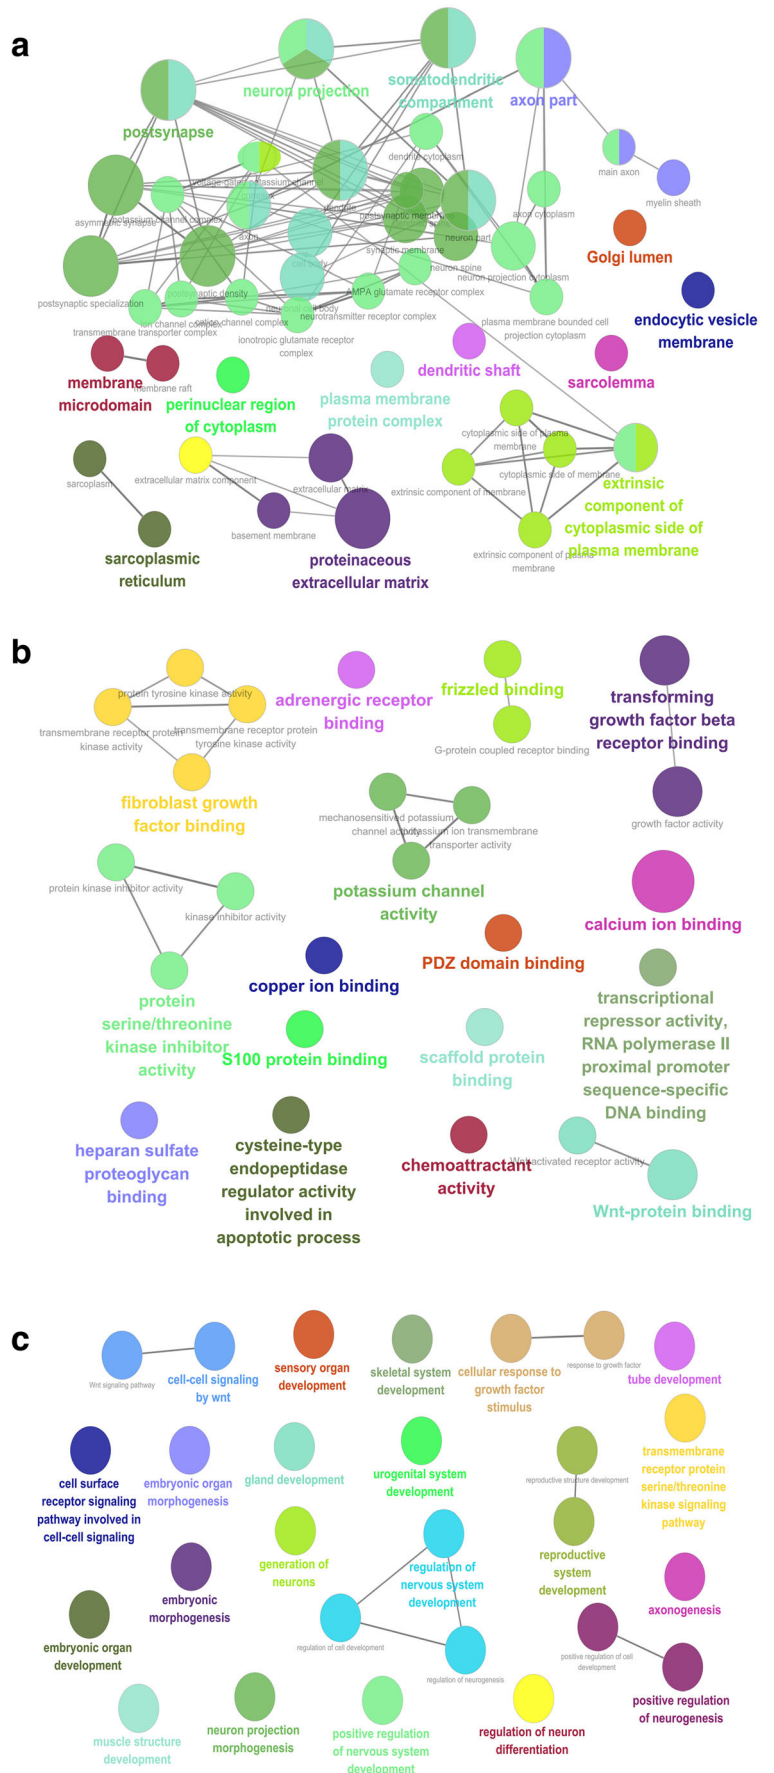 a
neuron projection
somatodendritic
compartment
axon part
postsynapse
dendrite cytoplasm
main axon
myelin sheath
voltage-gated potassium channel
complex
dendrite
asymmetric synapse
potassium channel complex
axon
postsynaptic membrane
axon cytoplasm
neuron part
Golgi lumen
cell body
synaptic membrane
neuron spine
neuron projection cytoplasm
postsynaptic specialization
postsynaptic density
AMPA glutamate receptor complex
endocytic vesicle
membrane
ion channel complex
cation channel complex
neuronal cell body
neurotransmitter receptor complex
transmembrane transporter complex
ionotropic glutamate receptor
complex
plasma membrane bounded cell
projection cytoplasm
membrane
microdomain
membrane raft
perinuclear region
of cytoplasm
plasma membrane
protein complex
dendritic shaft
sarcolemma
sarcoplasm
extracellular matrix component
extracellular matrix
basement membrane
cytoplasmic side of plasma
membrane
cytoplasmic side of membrane
extrinsic component of membrane
extrinsic
component of
cytoplasmic side of
plasma membrane
extrinsic component of plasma
membrane
sarcoplasmic
reticulum
proteinaceous
extracellular matrix
b
protein tyrosine kinase activity
transmembrane receptor protein
kinase activity
transmembrane receptor protein
tyrosine kinase activity
fibroblast growth
factor binding
adrenergic receptor
binding
frizzled binding
G-protein coupled receptor binding
transforming
growth factor beta
receptor binding
growth factor activity
mechanosensitived potassium
channel activity
potassium ion transmembrane
transporter activity
potassium channel
activity
protein kinase inhibitor activity
kinase inhibitor activity
protein
serine/threonine
kinase inhibitor
activity
calcium ion binding
copper ion binding
PDZ domain binding
S100 protein binding
scaffold protein
binding
transcriptional
repressor activity,
RNA polymerase II
proximal promoter
sequence-specific
DNA binding
heparan sulfate
proteoglycan
binding
cysteine-type
endopeptidase
regulator activity
involved in
apoptotic process
chemoattractant
activity
Wnt-activated receptor activity
Wnt-protein binding
c
Wnt signaling pathway
cell-cell signaling
by wnt
sensory organ
development
skeletal system
development
cellular response to
growth factor
stimulus
response to growth factor
tube development
cell surface
receptor signaling
pathway involved in
cell-cell signaling
embryonic organ
morphogenesis
gland development
urogenital system
development
reproductive structure development
transmembrane
receptor protein
serine/threonine
kinase signaling
pathway
generation of
neurons
regulation of
nervous system
development
reproductive
system
development
embryonic
morphogenesis
axonogenesis
embryonic organ
development
regulation of cell development
regulation of neurogenesis
positive regulation of cell
development
positive regulation
of neurogenesis
muscle structure
development
neuron projection
morphogenesis
positive regulation
of nervous system
development
regulation of neuron
differentiation